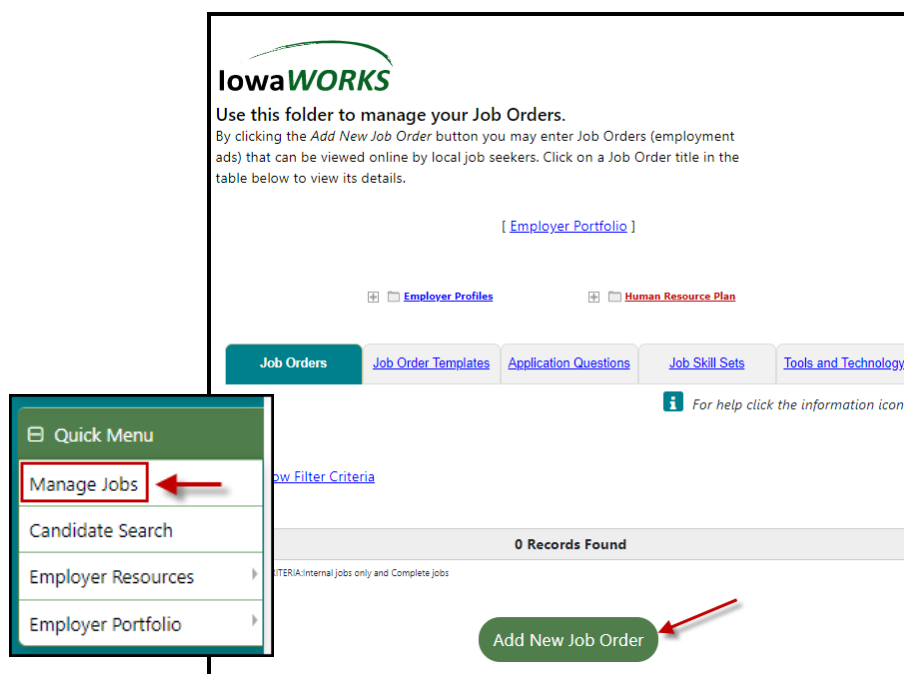 IowaWORKS
Use this folder to manage your Job Orders.
By clicking the Add New Job Order button you may enter Job Orders (employment
ads) that can be viewed online by local job seekers. Click on a Job Order title in the
table below to view its details.
[ Employer Portfolio ]
Employer Profiles
Human Resource Plan
Job Orders
Job Order Templates
Application Questions
Job Skill Sets
Tools and Technology
For help click the information icon
Quick Menu
Manage Jobs
Candidate Search
Employer Resources
Employer Portfolio
ow Filter Criteria
0 Records Found
ITERIA:Internal jobs only and Complete jobs
Add New Job Order